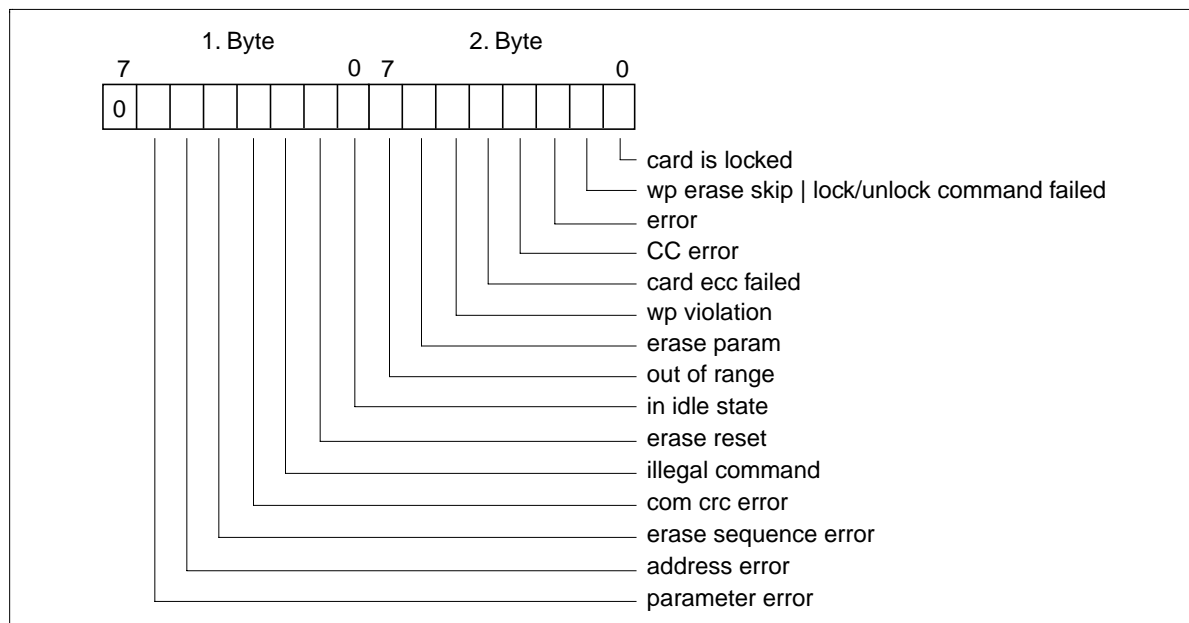 1. Byte 2. Byte
7 0 7 0
0
card is locked
wp erase skip | lock/unlock command failed
error
CC error
card ecc failed
wp violation
erase param
out of range
in idle state
erase reset
illegal command
com crc error
erase sequence error
address error
parameter error